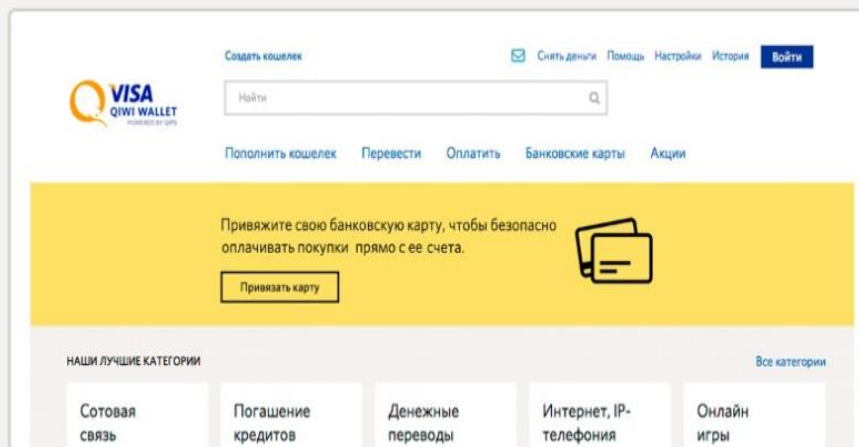 Создать кошелек
Снять деньги Помощь Настройки История Войти
VISA
QIWI WALLET
POWERED BY QIPS
Найти
Пополнить кошелек Перевести Оплатить Банковские карты Акции
Привяжите свою банковскую карту, чтобы безопасно
оплачивать покупки прямо с ее счета.
Привязать карту
НАШИ ЛУЧШИЕ КАТЕГОРИИ
Все категории
Сотовая
связь
Погашение
кредитов
Денежные
переводы
Интернет, IP-
телефония
Онлайн
игры